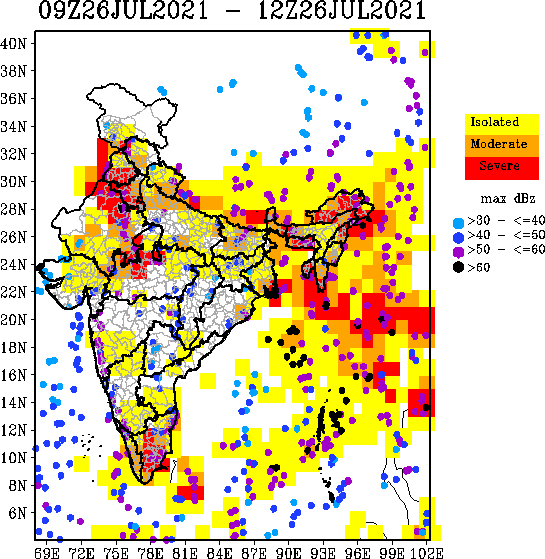 09Z26JUL2021 – 12Z26JUL2021
40N
38N
36N
34N
32N
30N
28N
26N
24N
22N
20N
18N
16N
14N
12N
10N
8N
6N
69E 72E 75E 78E 81E 84E 87E 90E 93E 96E 99E 102E
Isolated
Moderate
Severe
max dBz
>30 – <=40
>40 – <=50
>50 – <=60
>60